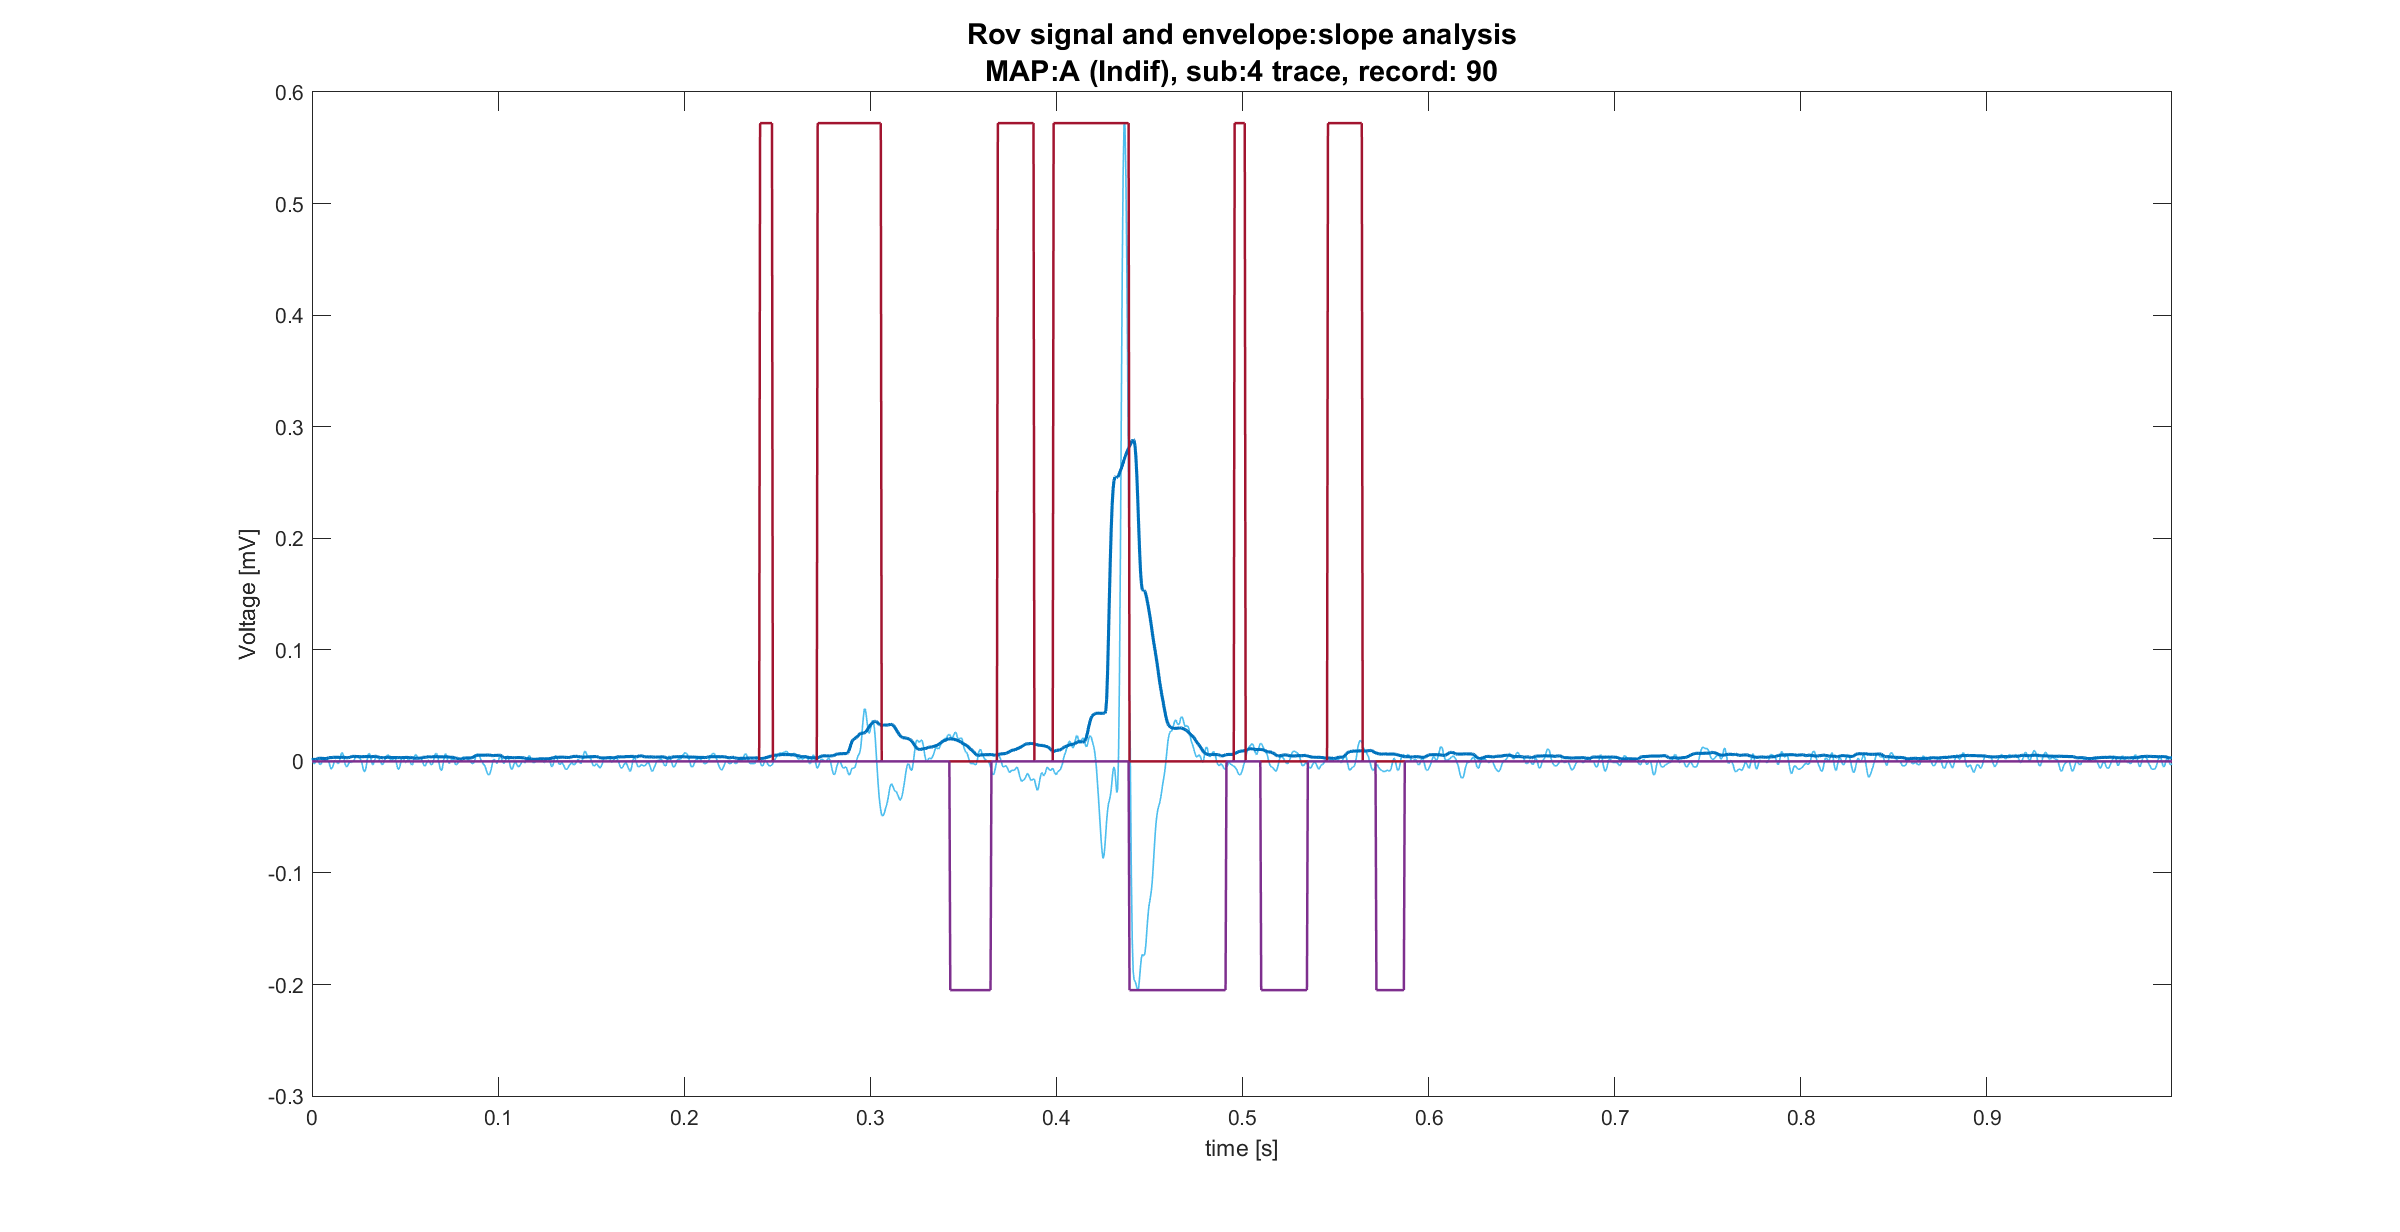 Rov signal and envelope:slope analysis
MAP:A (Indif), sub:4 trace, record: 90
0.6
0.5
0.4
0.3
0.2
0.1
0
-0.1
-0.2
-0.3
Voltage [mV]
0 0.1 0.2 0.3 0.4 0.5 0.6 0.7 0.8 0.9
time [s]